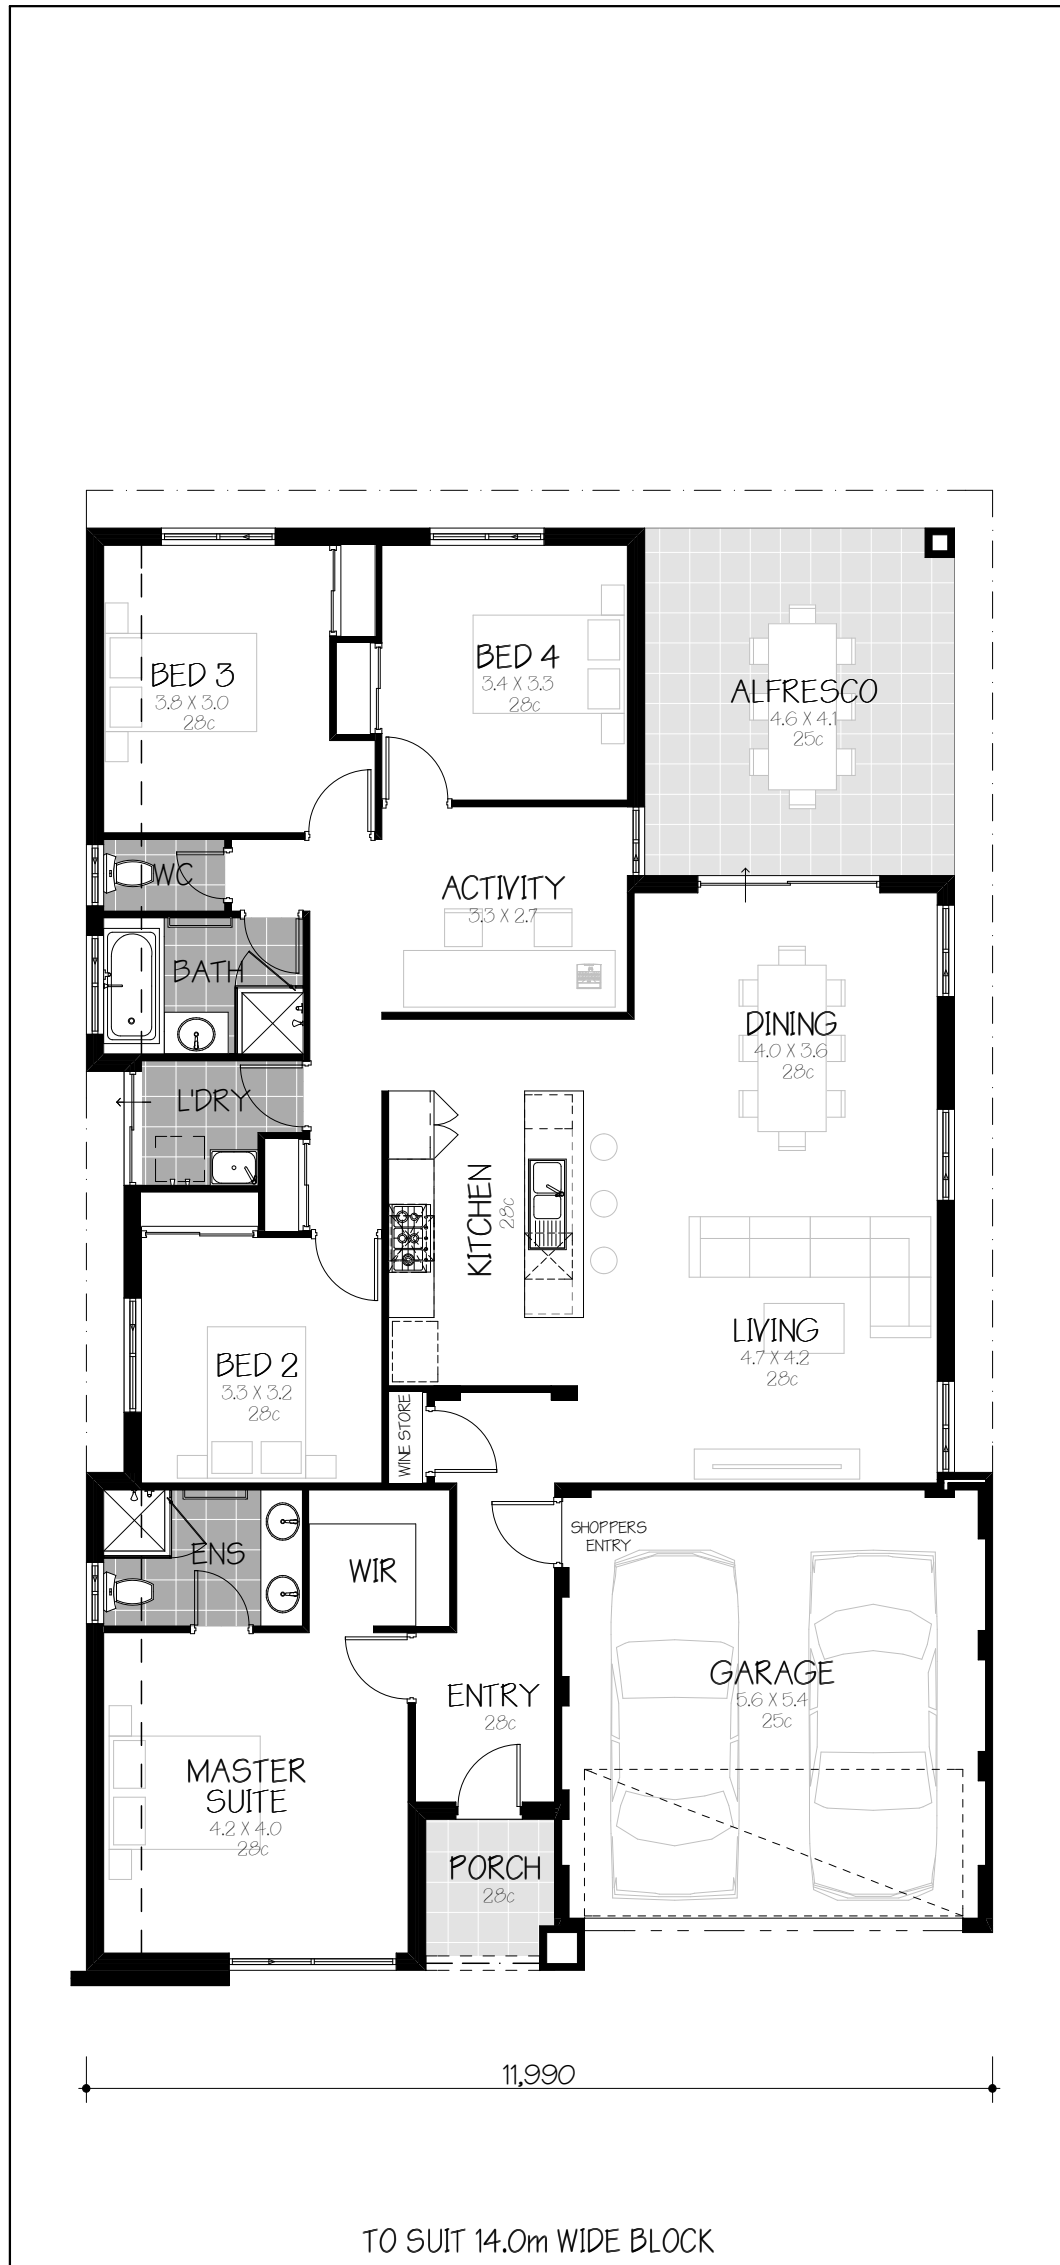 BED 3
3.8 X 3.0
28c
BED 4
3.4 X 3.3
28c
ALFRESCO
4.6 X 4.1
25c
WC
ACTIVITY
3.3 X 2.7
BATH
DINING
4.0 X 3.6
28c
L'DRY
KITCHEN
28c
LIVING
4.7 X 4.2
28c
BED 2
3.3 X 3.2
28c
WINE STORE
SHOPPERS
ENTRY
ENS
WIR
GARAGE
5.6 X 5.4
25c
ENTRY
28c
MASTER
SUITE
4.2 X 4.0
28c
PORCH
28c
11,990
TO SUIT 14.0m WIDE BLOCK